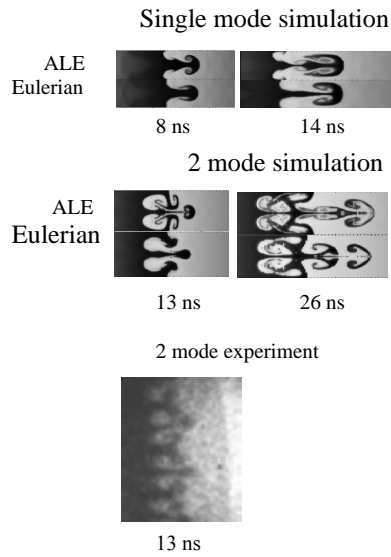 Single mode simulation
ALE
Eulerian
8 ns
14 ns
2 mode simulation
ALE
Eulerian
13 ns
26 ns
2 mode experiment
13 ns